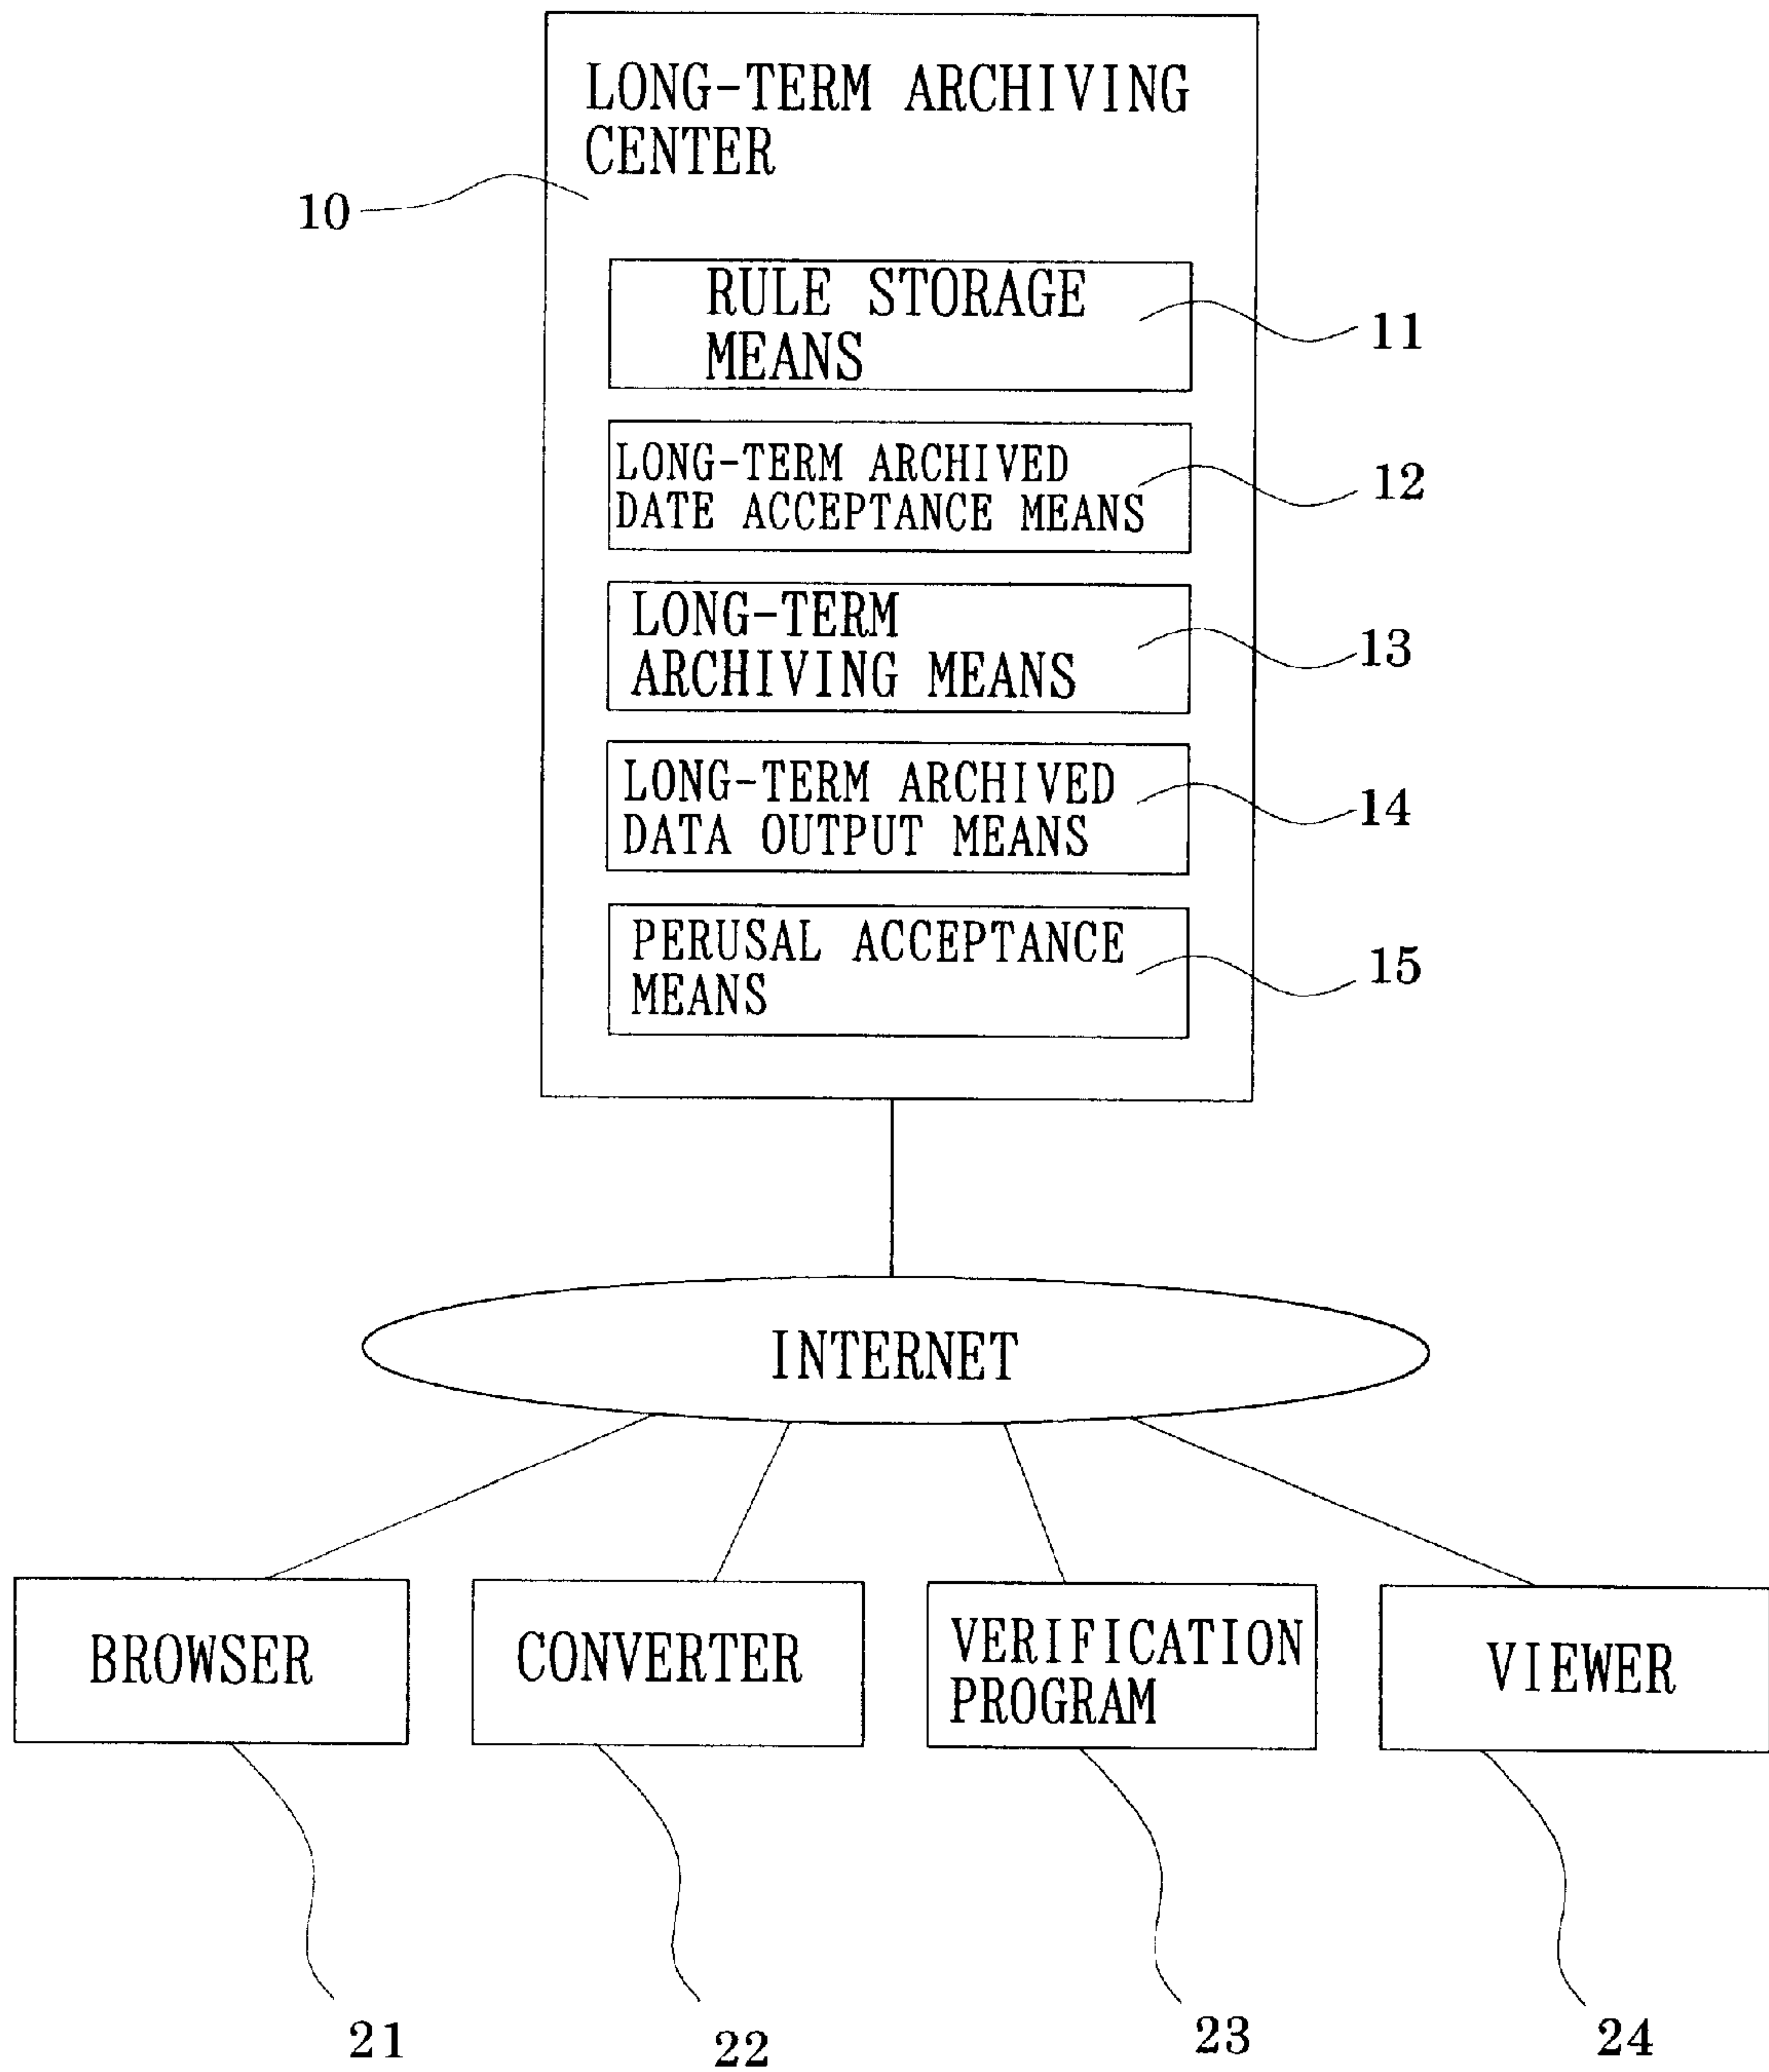 LONG-TERM ARCHIVING
CENTER
10
RULE STORAGE
MEANS
11
LONG-TERM ARCHIVED
DATE ACCEPTANCE MEANS
12
LONG-TERM
ARCHIVING MEANS
13
LONG-TERM ARCHIVED
DATA OUTPUT MEANS
14
PERUSAL ACCEPTANCE
MEANS
15
INTERNET
BROWSER
CONVERTER
VERIFICATION
PROGRAM
VIEWER
21
22
23
24